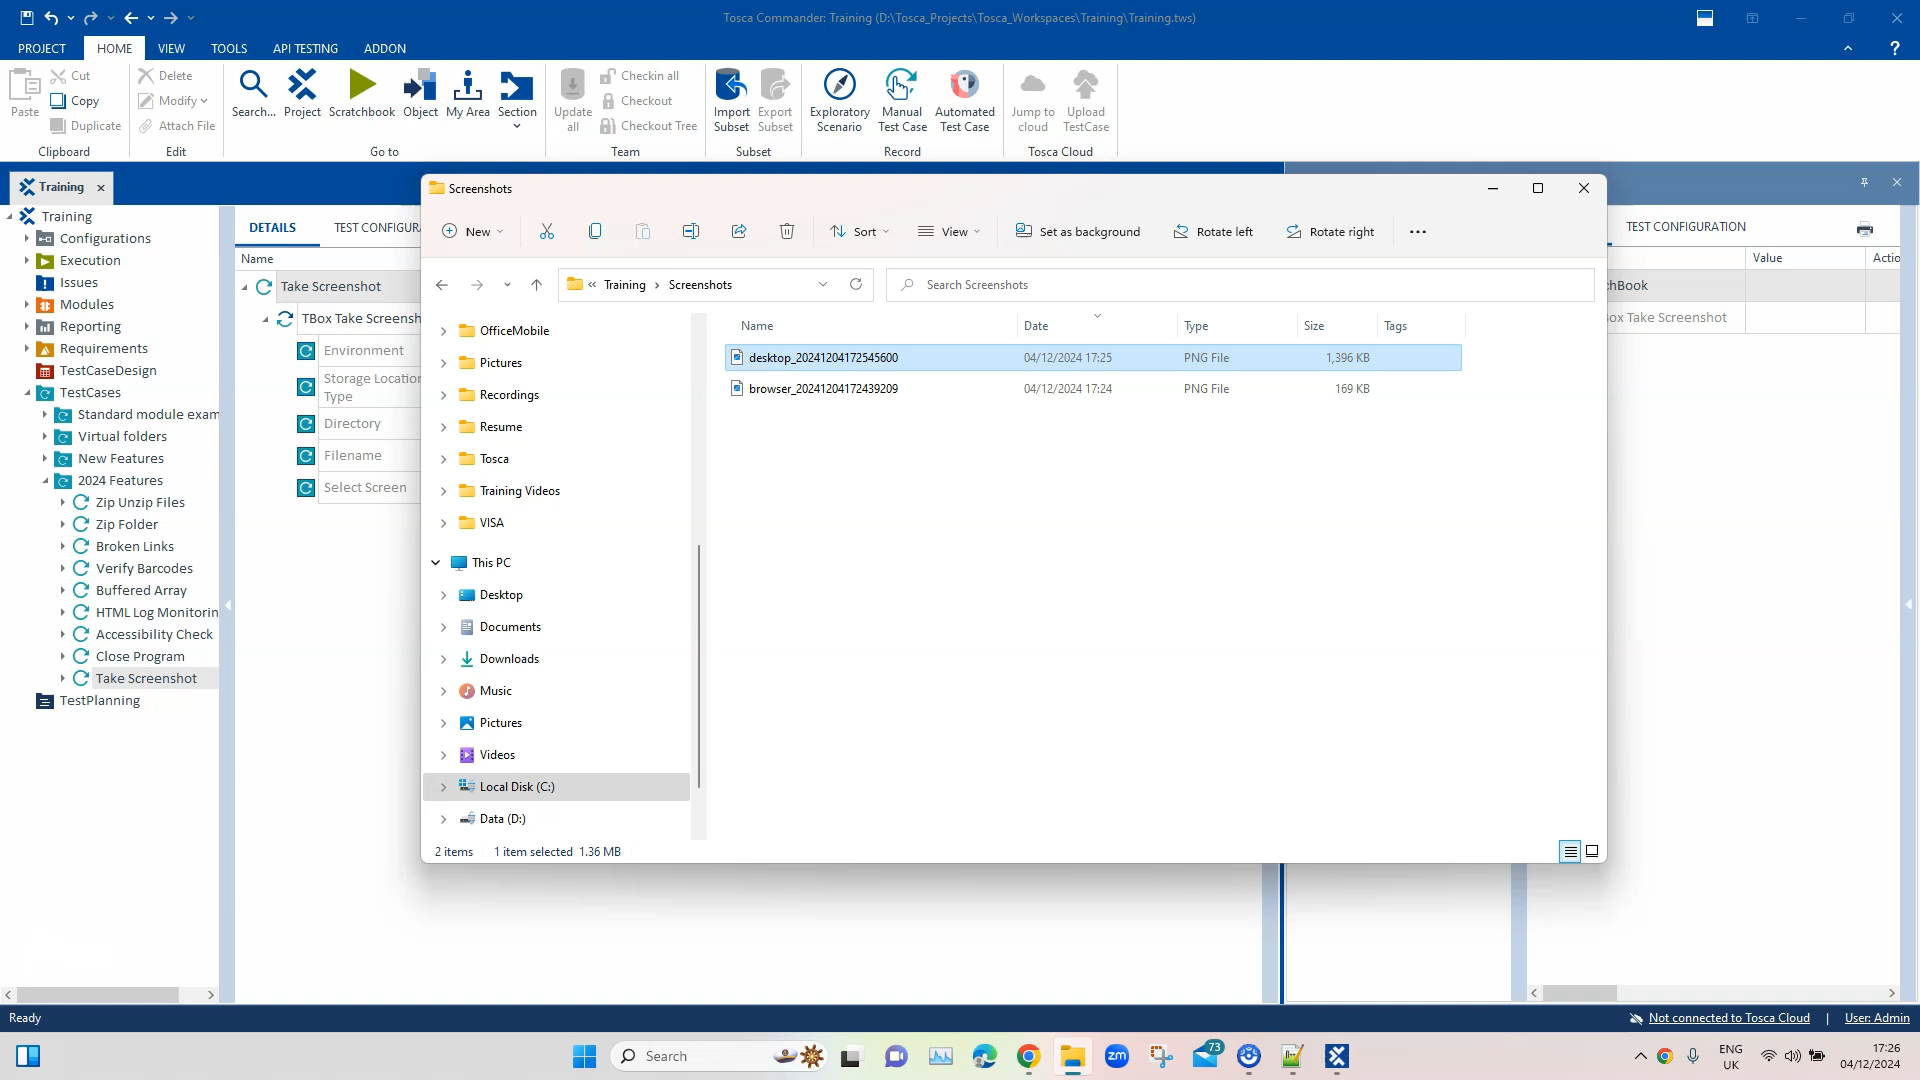 Tosca Commander: Training (D:\Tosca_Projects\Tosca_Workspaces\Training\Training.tws)
PROJECT HOME VIEW TOOLS API TESTING ADDON ?
Paste
Cut
Copy
Duplicate
Clipboard
Delete
Modify
Attach File
Edit
Search... Project Scratchbook Object My Area Section
Go to
Update all
Checkin all
Checkout
Checkout Tree
Team
Import Subset
Export Subset
Subset
Exploratory Scenario
Manual Test Case
Automated Test Case
Record
Jump to cloud
Upload TestCase
Tosca Cloud
Training
Training
Configurations
Execution
Issues
Modules
Reporting
Requirements
TestCaseDesign
TestCases
Standard module exam
Virtual folders
New Features
2024 Features
Zip Unzip Files
Zip Folder
Broken Links
Verify Barcodes
Buffered Array
HTML Log Monitorin
Accessibility Check
Close Program
Take Screenshot
TestPlanning
DETAILS TEST CONFIGURA
Name
Take Screenshot
TBox Take Screensh
Environment
Storage Location
Type
Directory
Filename
Select Screen
Screenshots
New Sort View Set as background Rotate left Rotate right
« Training > Screenshots
Search Screenshots
OfficeMobile
Pictures
Recordings
Resume
Tosca
Training Videos
VISA
This PC
Desktop
Documents
Downloads
Music
Pictures
Videos
Local Disk (C:)
Data (D:)
Name Date Type Size Tags
desktop_20241204172545600 04/12/2024 17:25 PNG File 1,396 KB
browser_20241204172439209 04/12/2024 17:24 PNG File 169 KB
2 items 1 item selected 1.36 MB
TEST CONFIGURATION
Value Actio
hBook
ox Take Screenshot
Ready
Not connected to Tosca Cloud | User: Admin
Search
zm
73
ENG
UK
17:26
04/12/2024